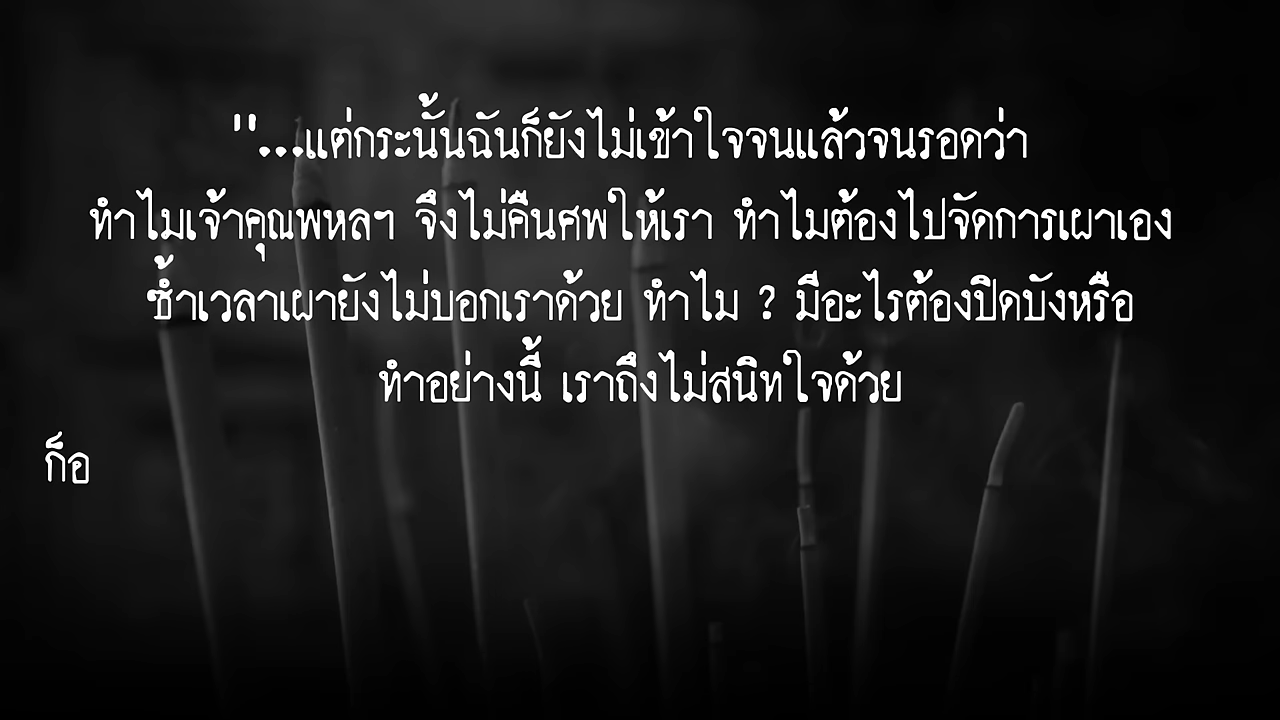 "...แต่กระนั้นฉันก็ยังไม่เข้าใจจนแล้วจนรอดว่า
ทำไมเจ้าคุณพหลฯ จึงไม่คืนศพให้เรา ทำไมต้องไปจัดการเผาเอง
ซ้ำเวลาเผายังไม่บอกเราด้วย ทำไม ? มีอะไรต้องปิดบังหรือ
ทำอย่างนี้ เราถึงไม่สนิทใจด้วย
ก็อ